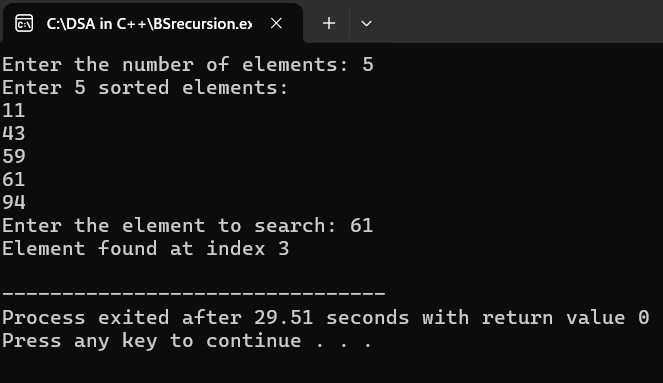 C:\DSA in C++\BSrecursion.ex
Enter the number of elements: 5
Enter 5 sorted elements:
11
43
59
61
94
Enter the element to search: 61
Element found at index 3
--------------------------------
Process exited after 29.51 seconds with return value 0
Press any key to continue . . .